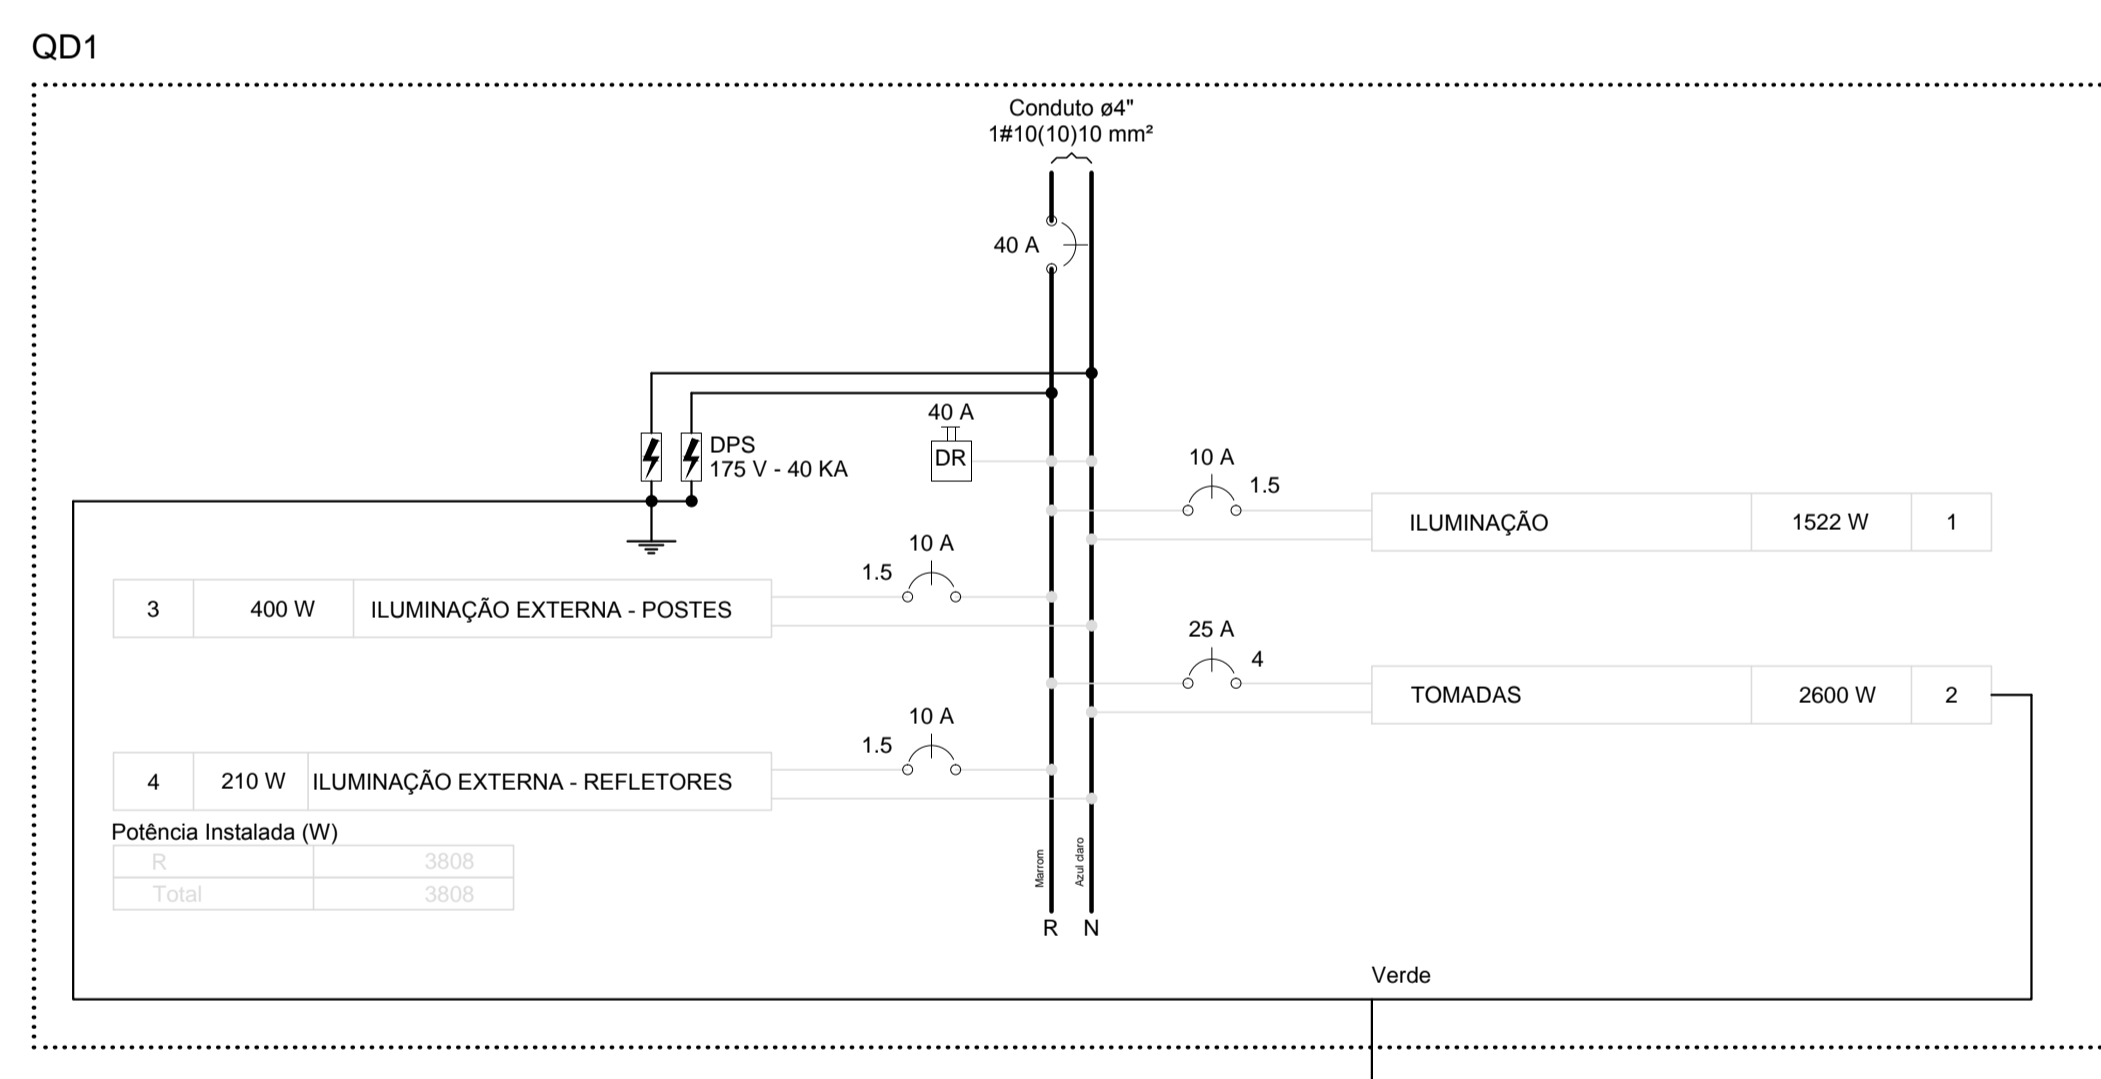 QD1
Conduto ø4"
1#10(10)10 mm²
40 A
40 A
DPS
175 V - 40 KA
DR
10 A
1.5
ILUMINAÇÃO 1522 W 1
10 A
1.5
3 400 W ILUMINAÇÃO EXTERNA - POSTES
25 A
4
TOMADAS 2600 W 2
10 A
1.5
4 210 W ILUMINAÇÃO EXTERNA - REFLETORES
Potência Instalada (W)
R 3808
Total 3808
Marrom
Azul claro
R N
Verde